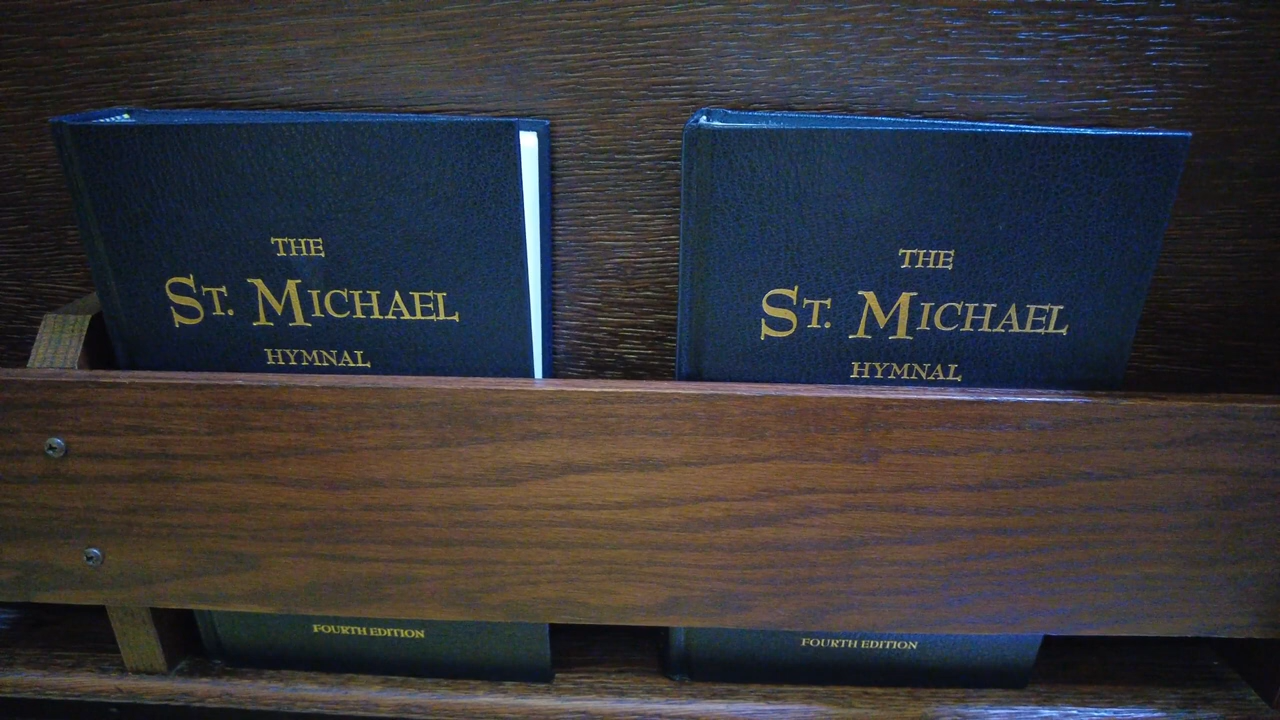 THE
ST. MICHAEL
HYMNAL
FOURTH EDITION
THE
ST. MICHAEL
HYMNAL
FOURTH EDITION